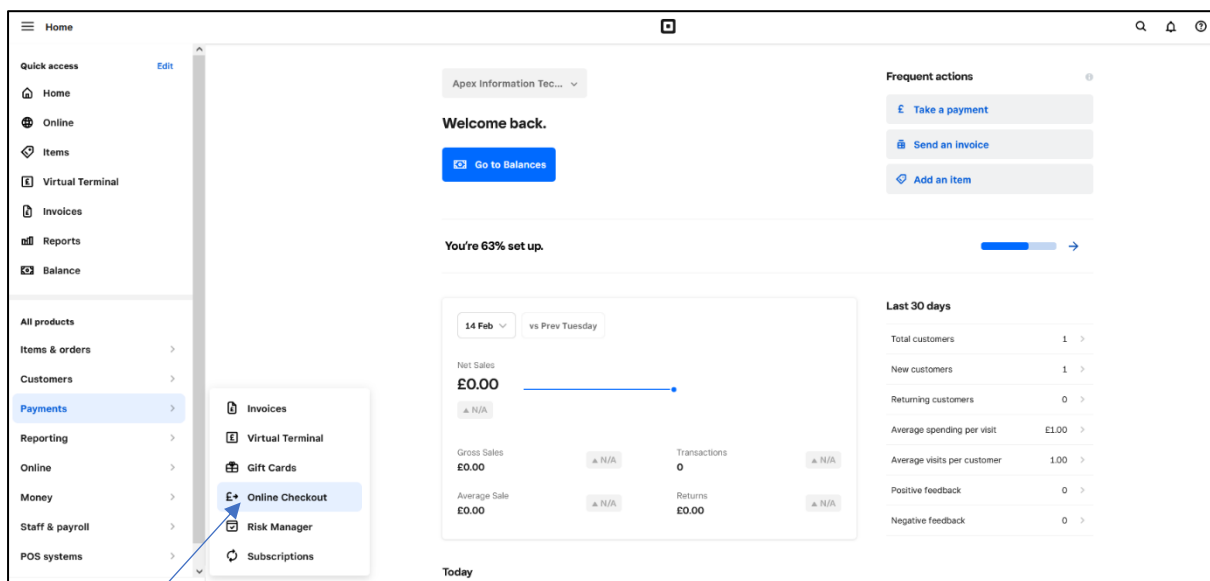 Home
Quick access Edit
Home
Online
Items
Virtual Terminal
Invoices
Reports
Balance
All products
Items & orders
Customers
Payments
Reporting
Online
Money
Staff & payroll
POS systems
Invoices
Virtual Terminal
Gift Cards
Online Checkout
Risk Manager
Subscriptions
Apex Information Tec...
Welcome back.
Go to Balances
Frequent actions
£ Take a payment
Send an invoice
Add an item
You're 63% set up.
14 Feb vs Prev Tuesday
Net Sales
£0.00
▲ N/A
Gross Sales
£0.00
▲ N/A
Transactions
0
▲ N/A
Average Sale
£0.00
▲ N/A
Returns
£0.00
▲ N/A
Last 30 days
Total customers 1
New customers 1
Returning customers 0
Average spending per visit £1.00
Average visits per customer 1.00
Positive feedback 0
Negative feedback 0
Today